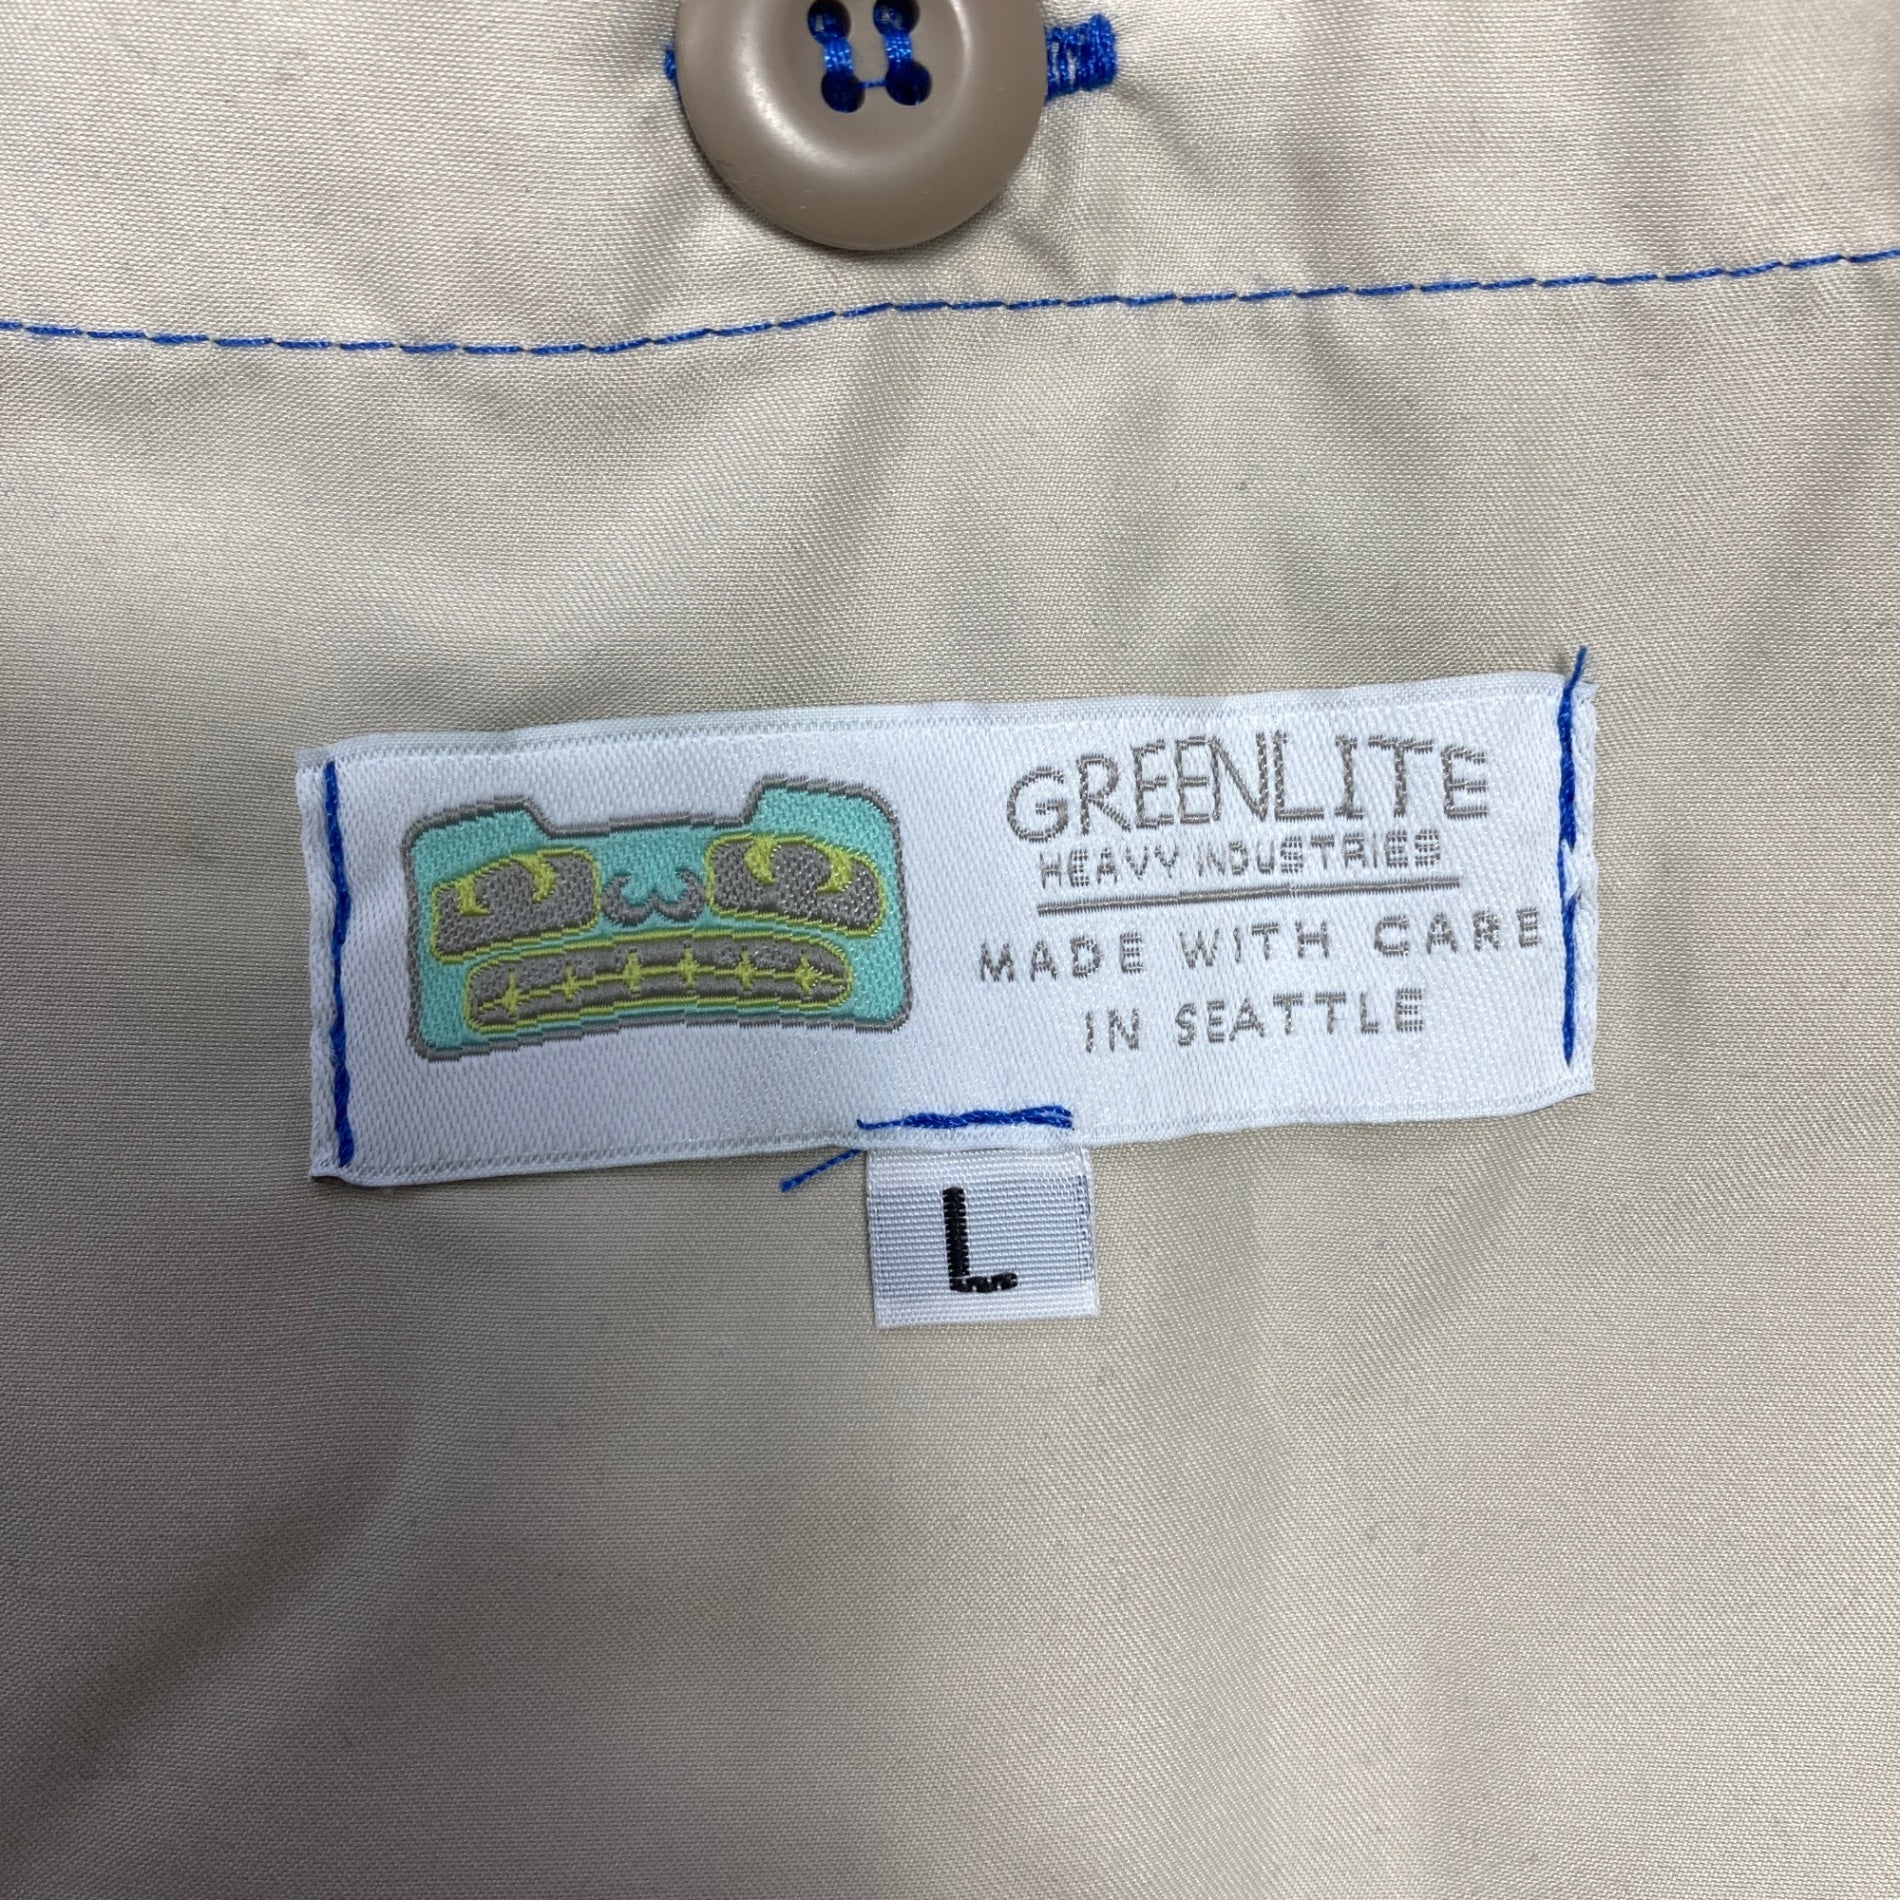 GREENLITE
HEAVY INDUSTRIES
MADE WITH CARE
IN SEATTLE
L